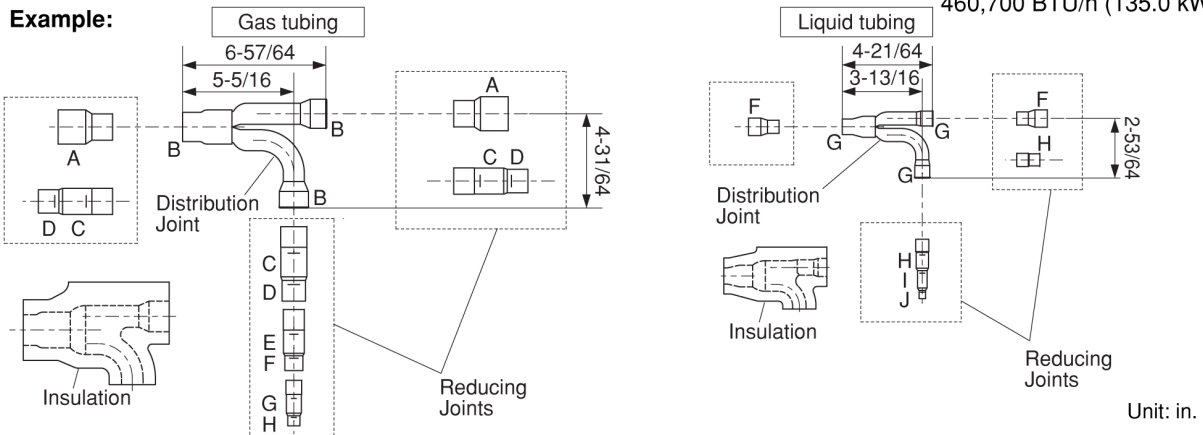 Example:
Gas tubing
6-57/64
5-5/16
A
D C
B
B
B
Distribution
Joint
A
C D
4-31/64
C
D
E
F
G
H
Insulation
Reducing
Joints
460,700 BTU/h (135.0 kW
Liquid tubing
4-21/64
3-13/16
F
G
G
G
Distribution
Joint
F
H
2-53/64
H
I
J
Insulation
Reducing
Joints
Unit: in.